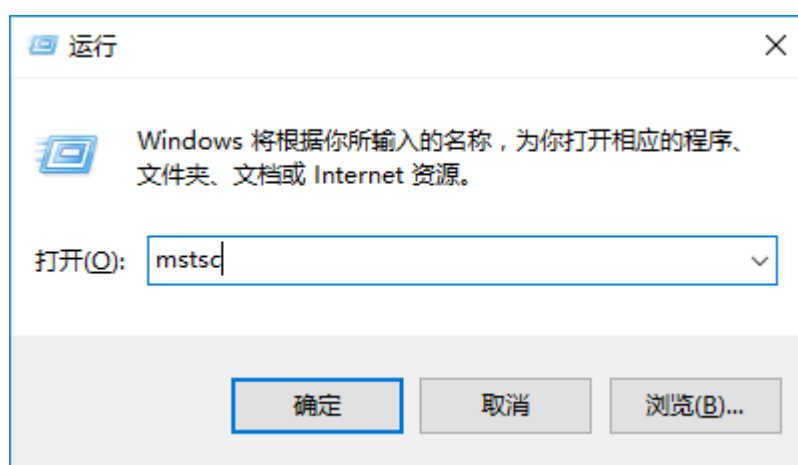 运行
Windows 将根据你所输入的名称，为你打开相应的程序、
文件夹、文档或 Internet 资源。
打开(O): mstsc
确定 取消 浏览(B)...